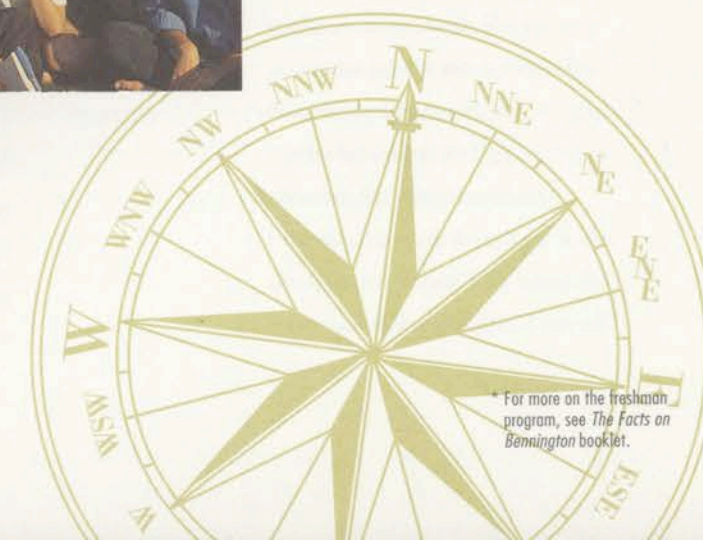 N
NNE
NE
ENE
E
ESE
W
WSW
WNW
NW
NNW
* For more on the freshman
program, see The Facts on
Bennington booklet.